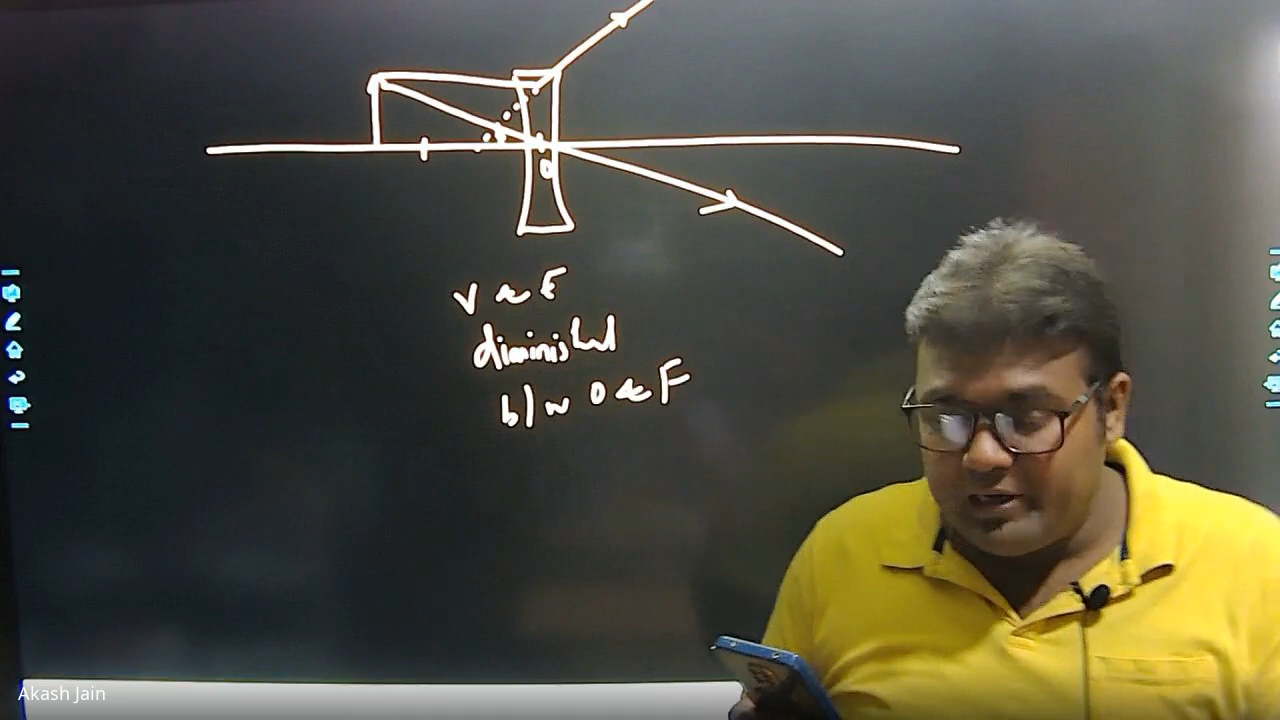 O
V & E
diminished
b/w O & F
Akash Jain